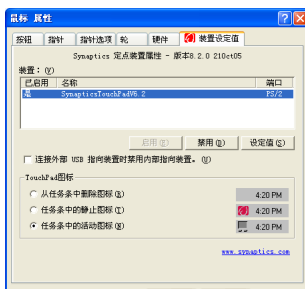 鼠标 属性
按钮 指针 指针选项 轮 硬件 装置设定值
Synaptics 定点装置属性 - 版本8.2.0 21Oct05
装置：(V)
已启用 名称 端口
是 SynapticsTouchPadV6.2 PS/2
启用(E) 禁用(D) 设定值(S)
连接外部 USB 指向装置时禁用内部指向装置。(U)
TouchPad图标
从任务条中删除图标(R) 4:20 PM
任务条中的静止图标(T) 4:20 PM
任务条中的活动图标(W) 4:20 PM
www.synaptics.com